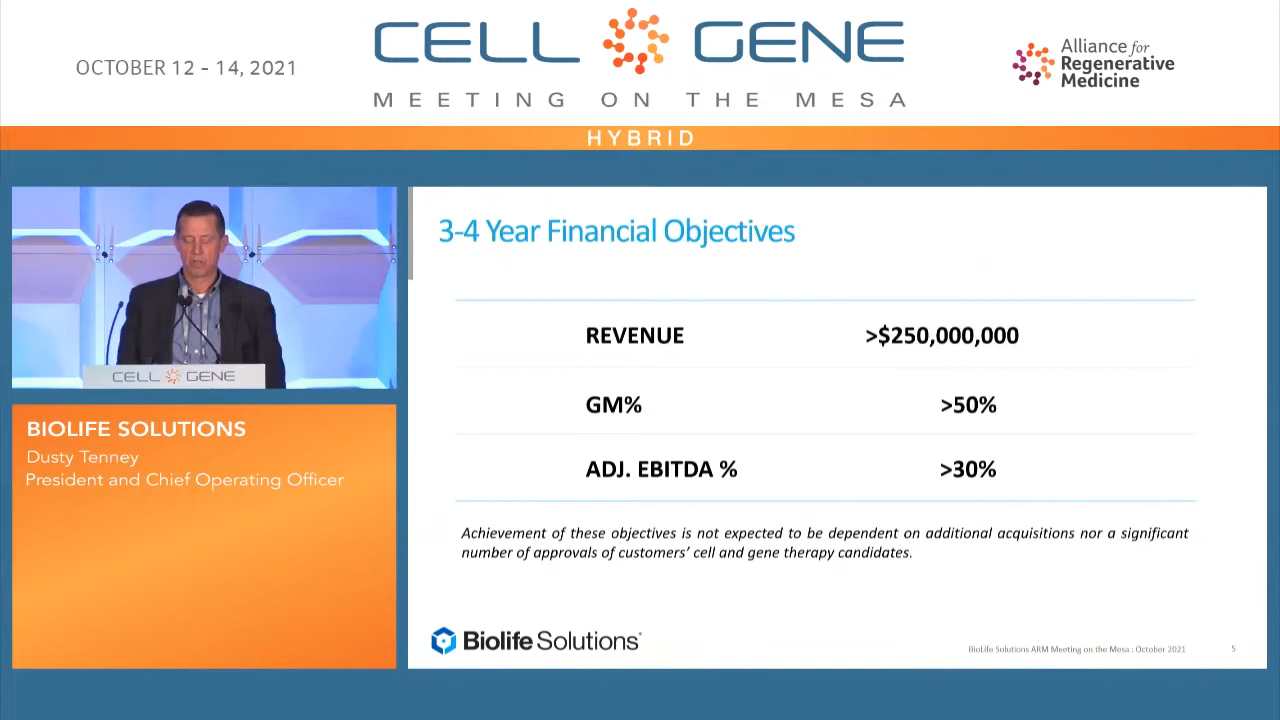 OCTOBER 12 - 14, 2021
CELL GENE
MEETING ON THE MESA
Alliance for
Regenerative
Medicine
HYBRID
CELL GENE
BIOLIFE SOLUTIONS
Dusty Tenney
President and Chief Operating Officer
3-4 Year Financial Objectives
REVENUE >$250,000,000
GM% >50%
ADJ. EBITDA % >30%
Achievement of these objectives is not expected to be dependent on additional acquisitions nor a significant
number of approvals of customers’ cell and gene therapy candidates.
Biolife Solutions
BioLife Solutions ARM Meeting on the Mesa : October 2021 5